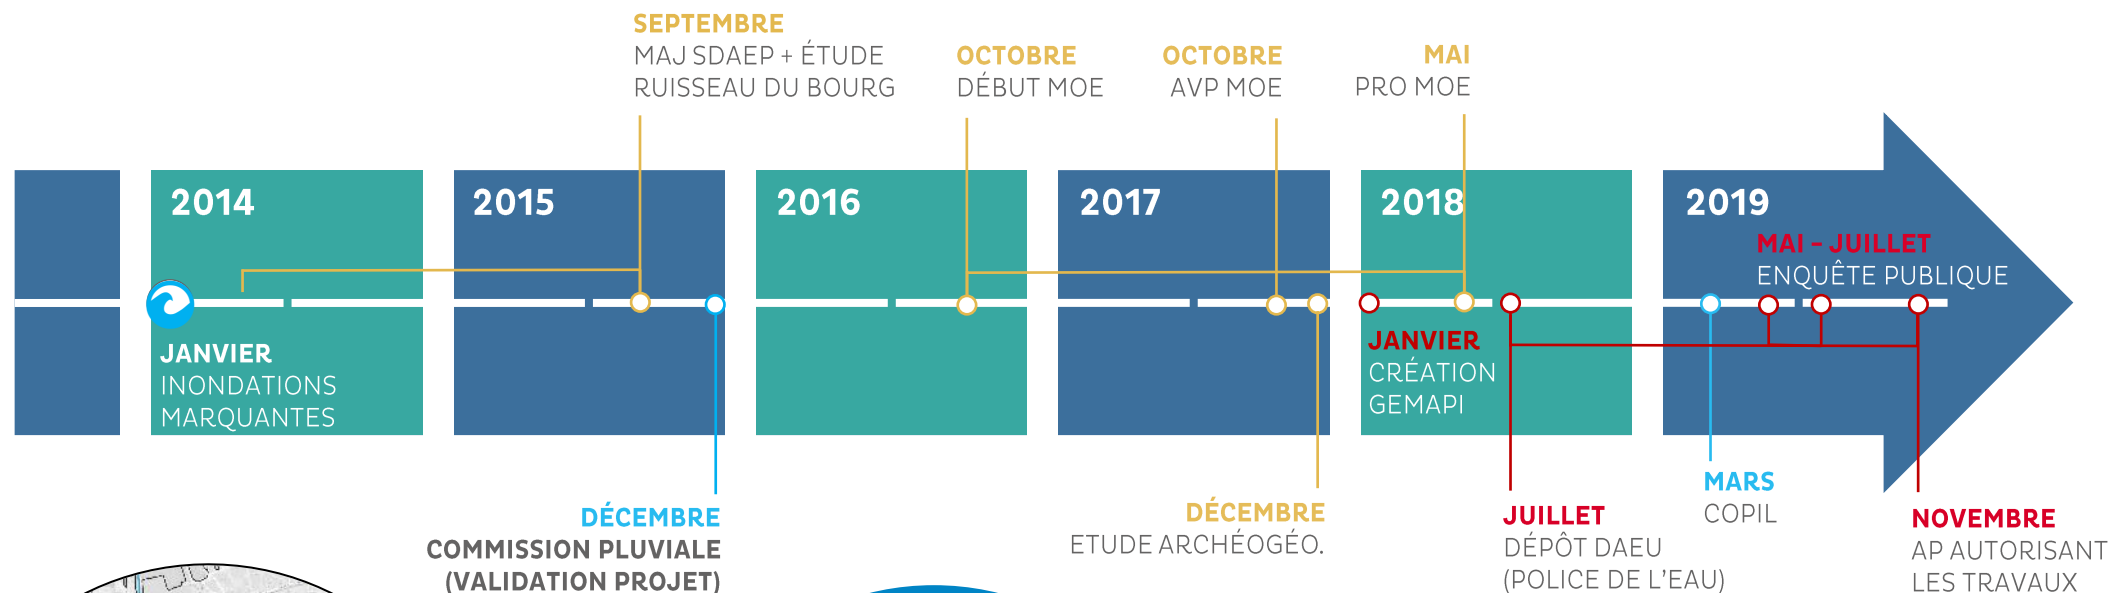 SEPTEMBRE
MAJ SDAEP + ÉTUDE
RUISSEAU DU BOURG
OCTOBRE
DÉBUT MOE
OCTOBRE
AVP MOE
MAI
PRO MOE
2014
2015
2016
2017
2018
2019
MAI - JUILLET
ENQUÊTE PUBLIQUE
JANVIER
INONDATIONS
MARQUANTES
JANVIER
CRÉATION
GEMAPI
DÉCEMBRE
COMMISSION PLUVIALE
(VALIDATION PROJET)
DÉCEMBRE
ETUDE ARCHÉOGÉO.
JUILLET
DÉPÔT DAEU
(POLICE DE L'EAU)
MARS
COPIL
NOVEMBRE
AP AUTORISANT
LES TRAVAUX